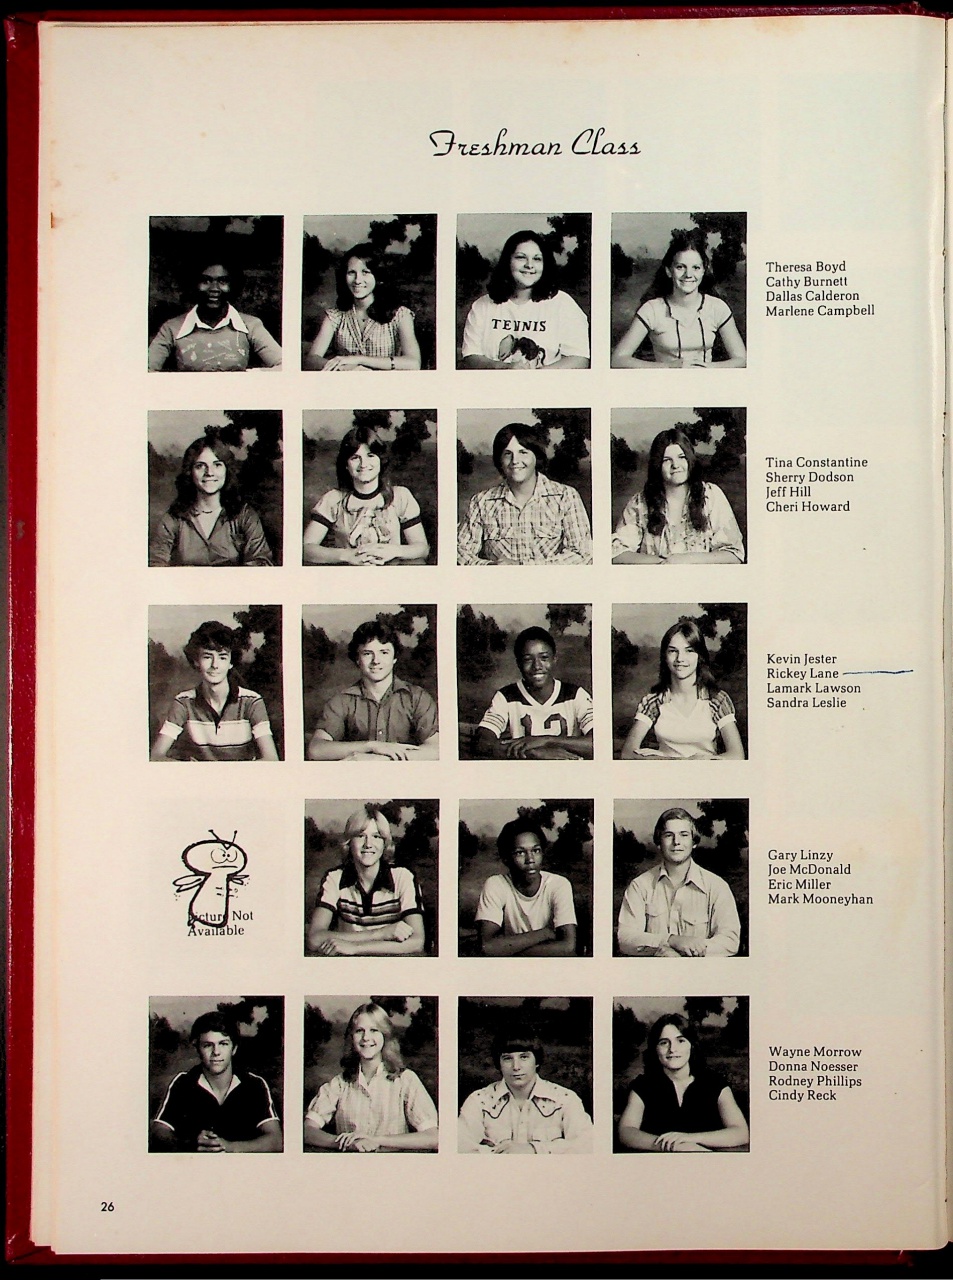 Freshman Class
TENNIS
Theresa Boyd
Cathy Burnett
Dallas Calderon
Marlene Campbell
Tina Constantine
Sherry Dodson
Jeff Hill
Cheri Howard
12
Kevin Jester
Rickey Lane
Lamark Lawson
Sandra Leslie
Picture Not
Available
Gary Linzy
Joe McDonald
Eric Miller
Mark Mooneyhan
Wayne Morrow
Donna Noesser
Rodney Phillips
Cindy Reck
26